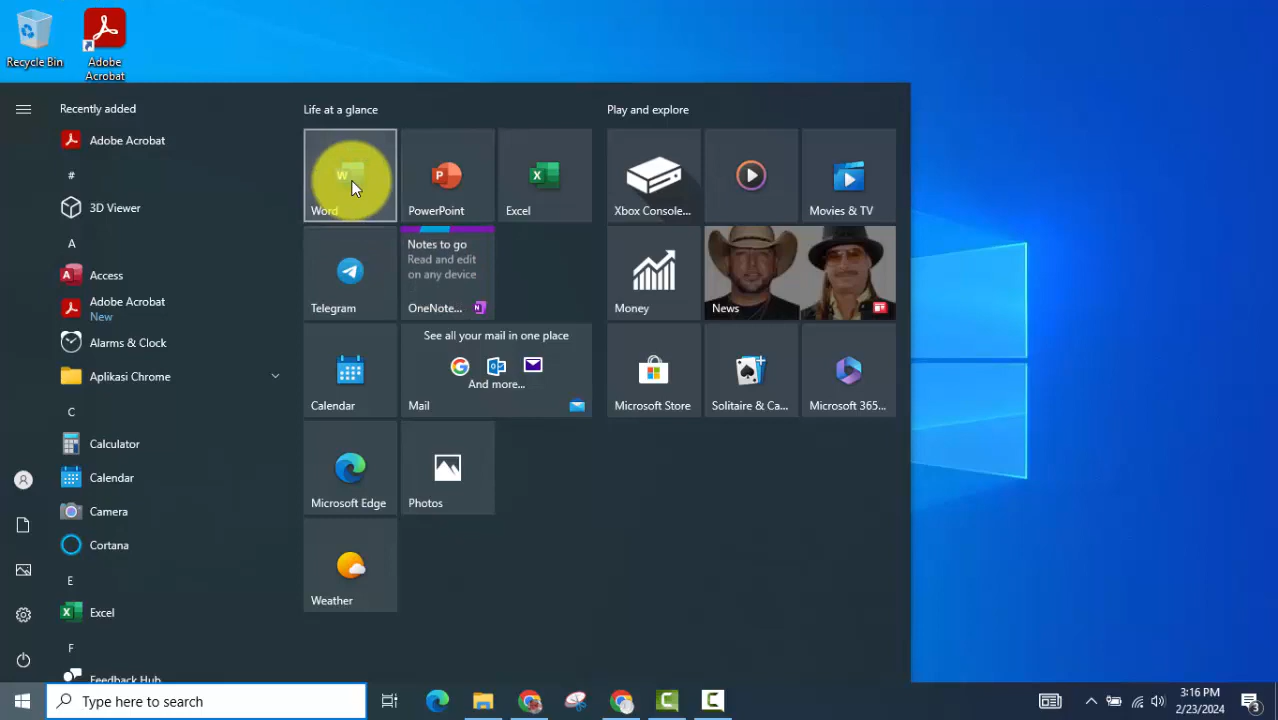 Recycle Bin
Adobe
Acrobat
Recently added
Adobe Acrobat
#
3D Viewer
A
Access
Adobe Acrobat
New
Alarms & Clock
Aplikasi Chrome
C
Calculator
Calendar
Camera
Cortana
E
Excel
F
Feedback Hub
Life at a glance
W
Word
P
PowerPoint
X
Excel
Telegram
Notes to go
Read and edit
on any device
OneNote...
N
Calendar
See all your mail in one place
G
And more...
Mail
Microsoft Edge
Photos
Weather
Play and explore
Xbox Console...
Movies & TV
Money
News
Microsoft Store
Solitaire & Ca...
Microsoft 365...
Type here to search
3:16 PM
2/23/2024
3